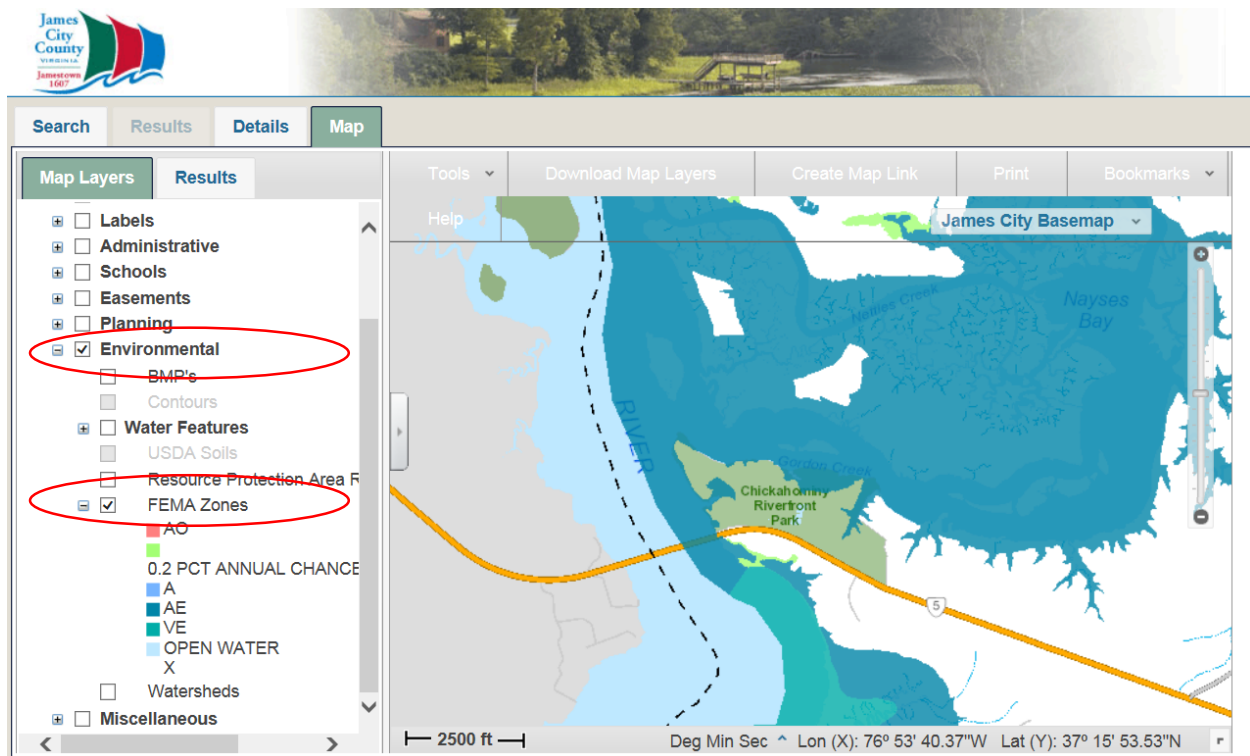 James
City
County
VIRGINIA
Jamestown
1607
Search Results Details Map
Map Layers Results
Labels
Administrative
Schools
Easements
Planning
Environmental
BMP's
Contours
Water Features
USDA Soils
Resource Protection Area R
FEMA Zones
AO
0.2 PCT ANNUAL CHANCE
A
AE
VE
OPEN WATER
X
Watersheds
Miscellaneous
Tools Download Map Layers Create Map Link Print Bookmarks
Help James City Basemap
Nettles Creek
Nayses
Bay
RIVER
Gordon Creek
Chickahominy
Riverfront
Park
5
2500 ft Deg Min Sec Lon (X): 76º 53' 40.37"W Lat (Y): 37º 15' 53.53"N